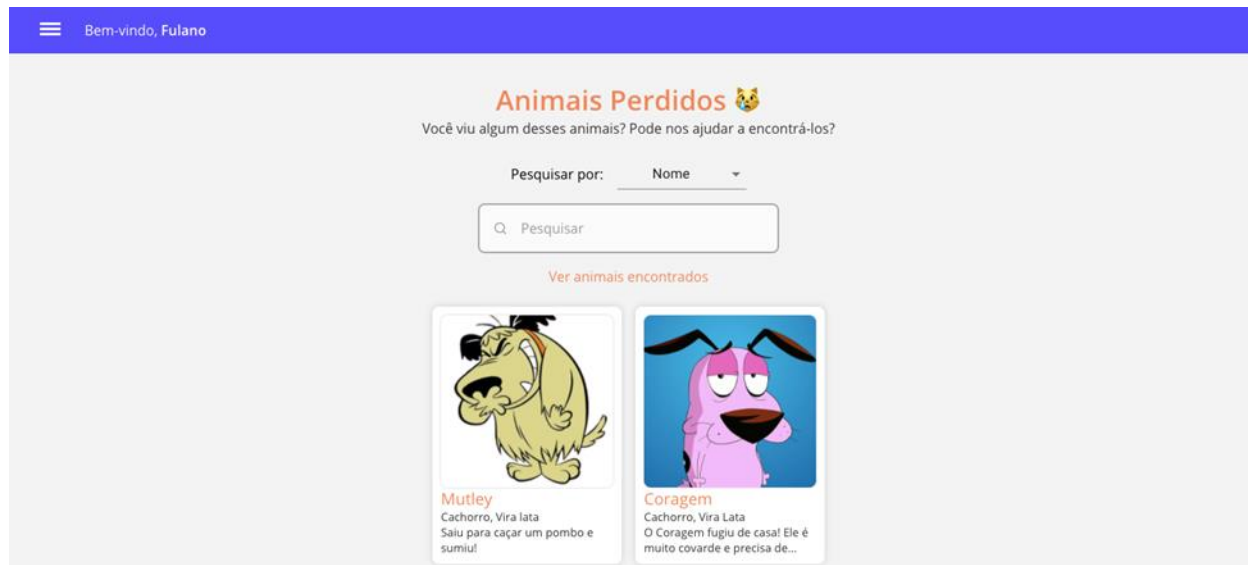 Bem-vindo, Fulano
Animais Perdidos 😿
Você viu algum desses animais? Pode nos ajudar a encontrá-los?
Pesquisar por: Nome
Pesquisar
Ver animais encontrados
Mutley
Cachorro, Vira lata
Saiu para caçar um pombo e
sumiu!
Coragem
Cachorro, Vira Lata
O Coragem fugiu de casa! Ele é
muito covarde e precisa de...